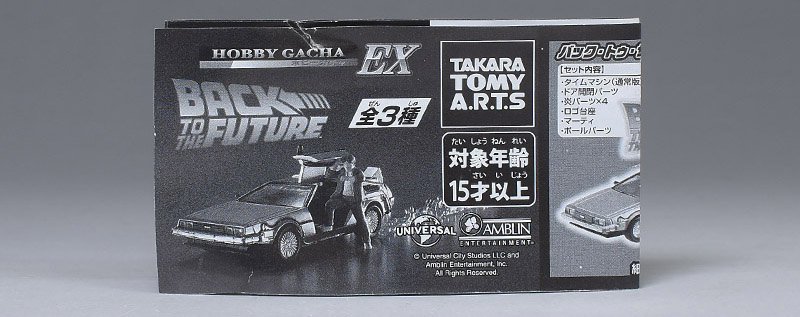 HOBBY GACHA EX
ホビーガチャ
BACK
TO THE FUTURE
ぜん しゅ
全3種
TAKARA
TOMY
A.R.T.S
たい しょう ねん れい
対象年齢
さい い じょう
15才以上
UNIVERSAL
AMBLIN
ENTERTAINMENT
© Universal City Studios LLC and
Amblin Entertainment, Inc.
All Rights Reserved.
バック・トゥ・
【セット内容】
・タイムマシン(通常版
・ドア開閉パーツ
・炎パーツ×4
・ロゴ台座
・マーティ
・ポールパーツ